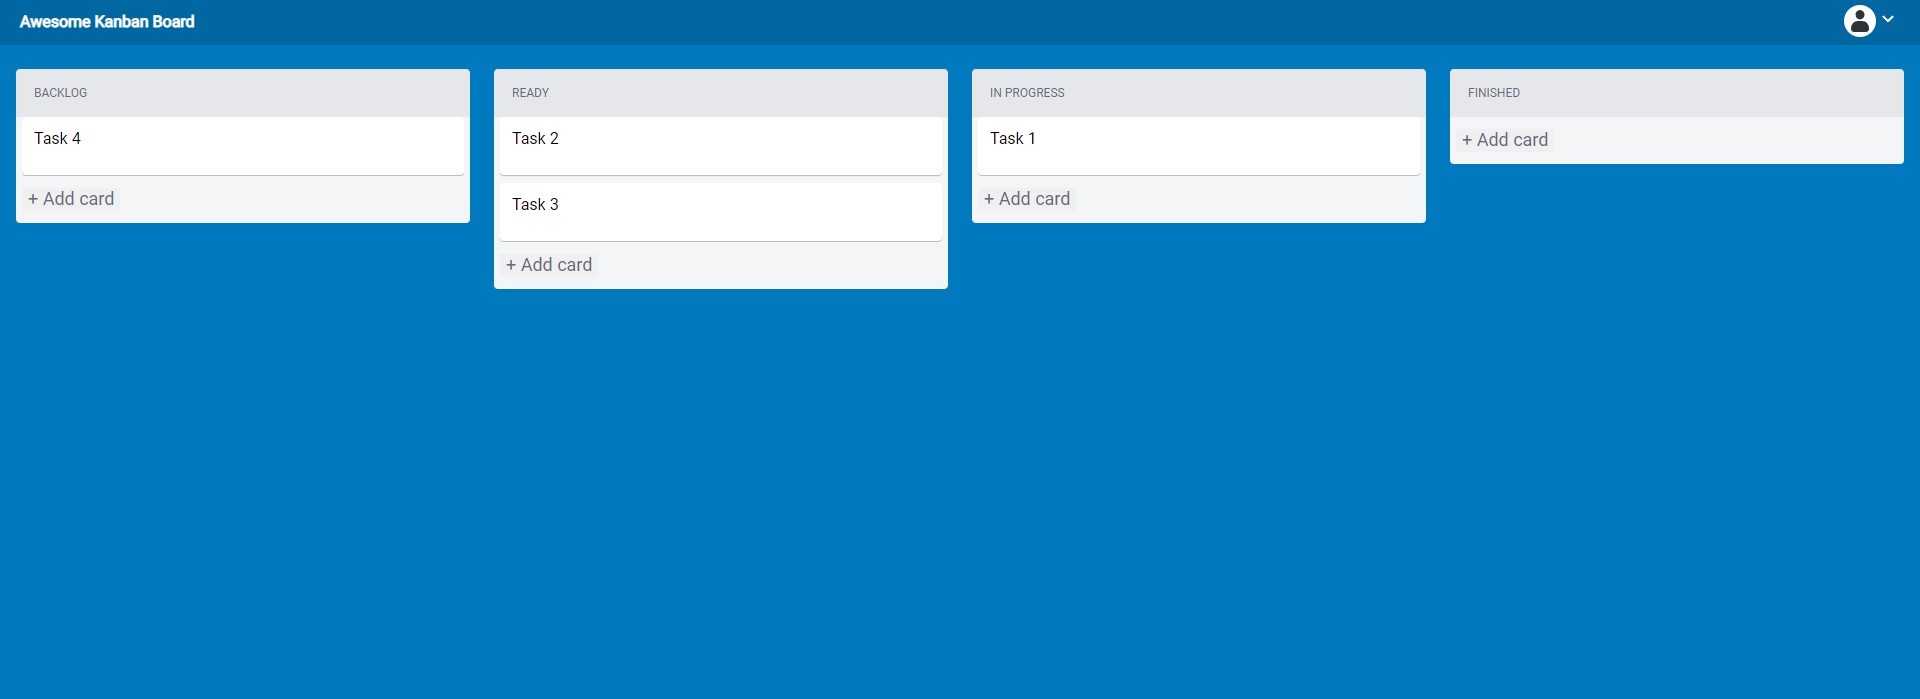 Awesome Kanban Board
BACKLOG
Task 4
+ Add card
READY
Task 2
Task 3
+ Add card
IN PROGRESS
Task 1
+ Add card
FINISHED
+ Add card